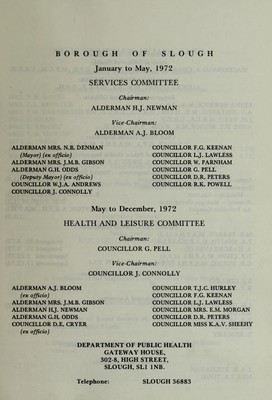 BOROUGH OF SLOUGH
January to May, 1972
SERVICES COMMITTEE
Chairman:
ALDERMAN H.J. NEWMAN
Vice-Chairman:
ALDERMAN A.J. BLOOM
ALDERMAN MRS. N.B. DENMAN
(Mayor) (ex officio)
ALDERMAN MRS. J.M.B. GIBSON
ALDERMAN G.H. ODDS
(Deputy Mayor) (ex officio)
COUNCILLOR W.J.A. ANDREWS
COUNCILLOR J. CONNOLLY
COUNCILLOR F.G. KEENAN
COUNCILLOR L.J. LAWLESS
COUNCILLOR W. PARNHAM
COUNCILLOR G. PELL
COUNCILLOR D.R. PETERS
COUNCILLOR R.K. POWELL
May to December, 1972
HEALTH AND LEISURE COMMITTEE
Chairman:
COUNCILLOR G. PELL
Vice-Chairman:
COUNCILLOR J. CONNOLLY
ALDERMAN A.J. BLOOM
(ex officio)
ALDERMAN MRS. J.M.B. GIBSON
ALDERMAN H.J. NEWMAN
ALDERMAN G.H. ODDS
COUNCILLOR D.E. CRYER
(ex officio)
COUNCILLOR T.J.C. HURLEY
COUNCILLOR F.G. KEENAN
COUNCILLOR L.J. LAWLESS
COUNCILLOR MRS. E.M. MORGAN
COUNCILLOR D.R. PETERS
COUNCILLOR MISS K.A.V. SHEEHY
DEPARTMENT OF PUBLIC HEALTH
GATEWAY HOUSE,
302-8, HIGH STREET,
SLOUGH, SL1 1NB.
Telephone: SLOUGH 36883